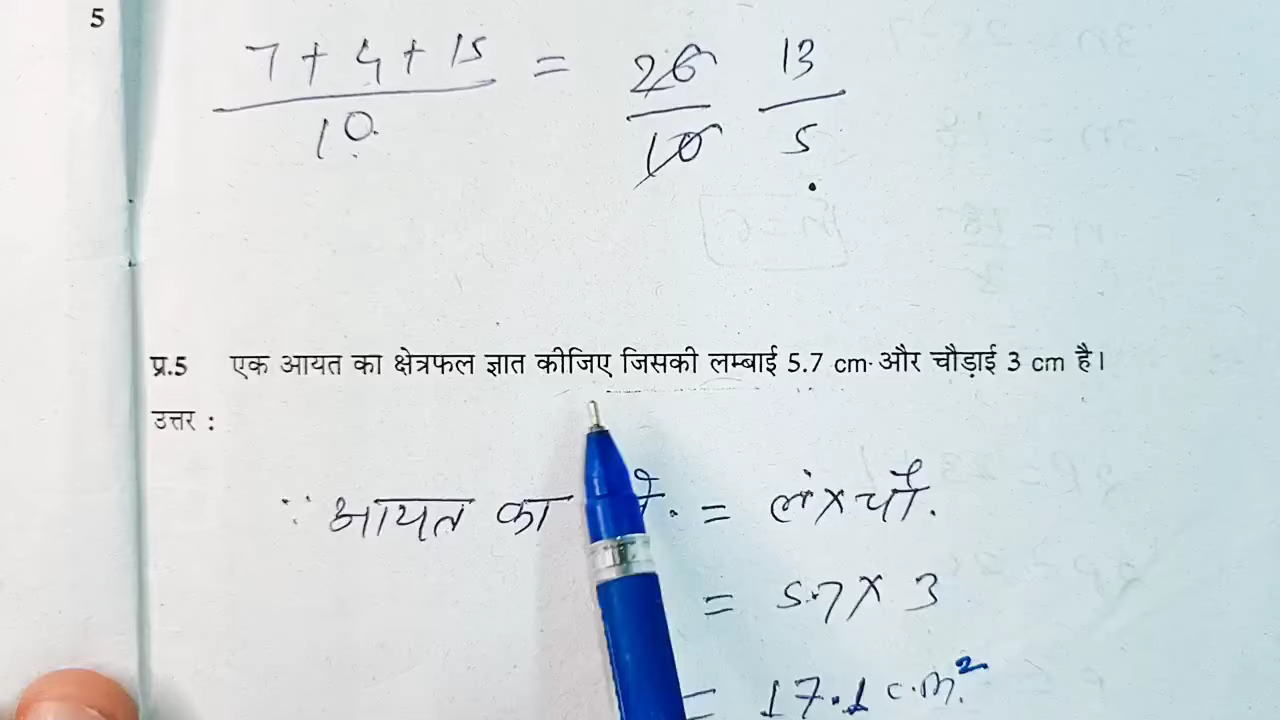 5
7 + 4 + 15 = 26 13
10 10 5
प्र.5 एक आयत का क्षेत्रफल ज्ञात कीजिए जिसकी लम्बाई 5.7 cm और चौड़ाई 3 cm है।
उत्तर :
∵ आयत का = लं × चौ.
= 5.7 × 3
= 17.1 c.m.²